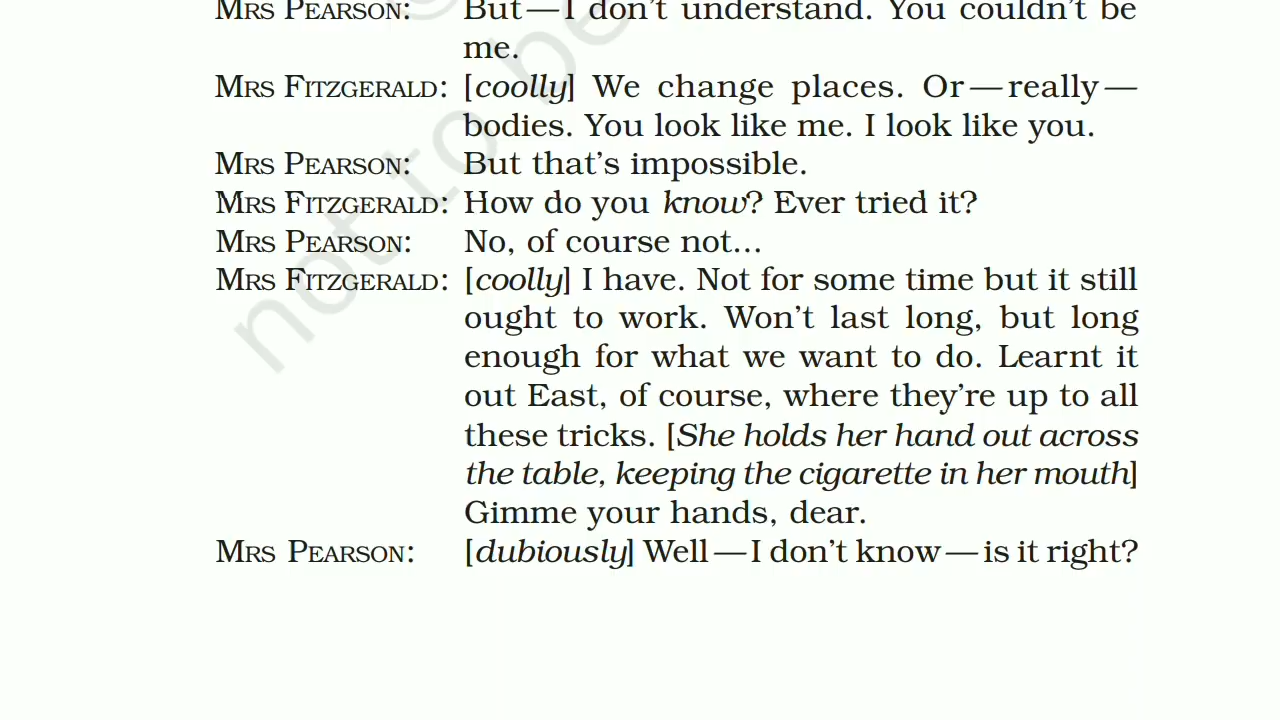 MRS PEARSON: But—I don't understand. You couldn't be
me.
MRS FITZGERALD: [coolly] We change places. Or—really—
bodies. You look like me. I look like you.
MRS PEARSON: But that's impossible.
MRS FITZGERALD: How do you know? Ever tried it?
MRS PEARSON: No, of course not...
MRS FITZGERALD: [coolly] I have. Not for some time but it still
ought to work. Won't last long, but long
enough for what we want to do. Learnt it
out East, of course, where they're up to all
these tricks. [She holds her hand out across
the table, keeping the cigarette in her mouth]
Gimme your hands, dear.
MRS PEARSON: [dubiously] Well—I don't know—is it right?
not to be